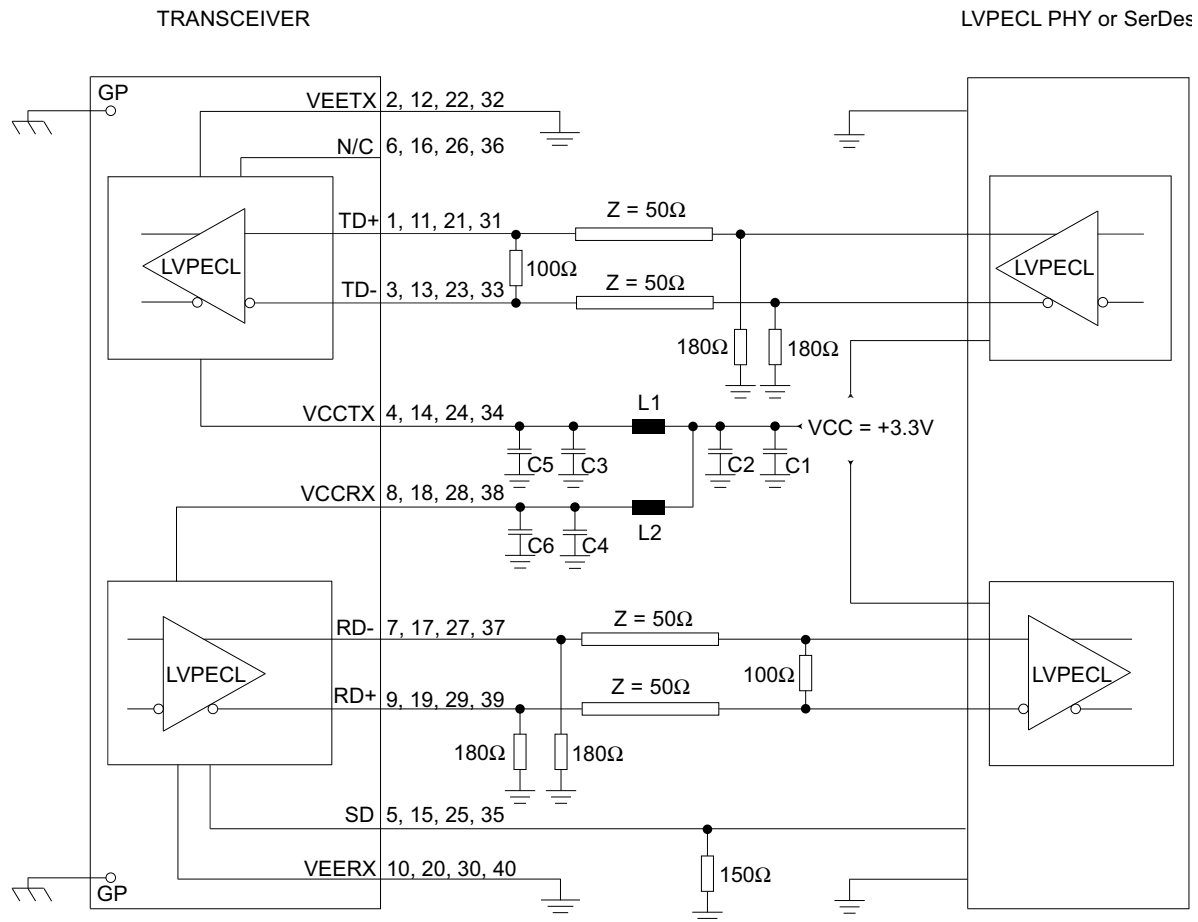 TRANSCEIVER
LVPECL PHY or SerDes
GP
VEETX 2, 12, 22, 32
N/C 6, 16, 26, 36
TD+ 1, 11, 21, 31
Z = 50Ω
LVPECL
100Ω
LVPECL
TD- 3, 13, 23, 33
Z = 50Ω
180Ω
180Ω
L1
VCCTX 4, 14, 24, 34
VCC = +3.3V
C5
C3
C2
C1
VCCRX 8, 18, 28, 38
L2
C6
C4
Z = 50Ω
RD- 7, 17, 27, 37
LVPECL
100Ω
LVPECL
Z = 50Ω
RD+ 9, 19, 29, 39
180Ω
180Ω
SD 5, 15, 25, 35
150Ω
VEERX 10, 20, 30, 40
GP